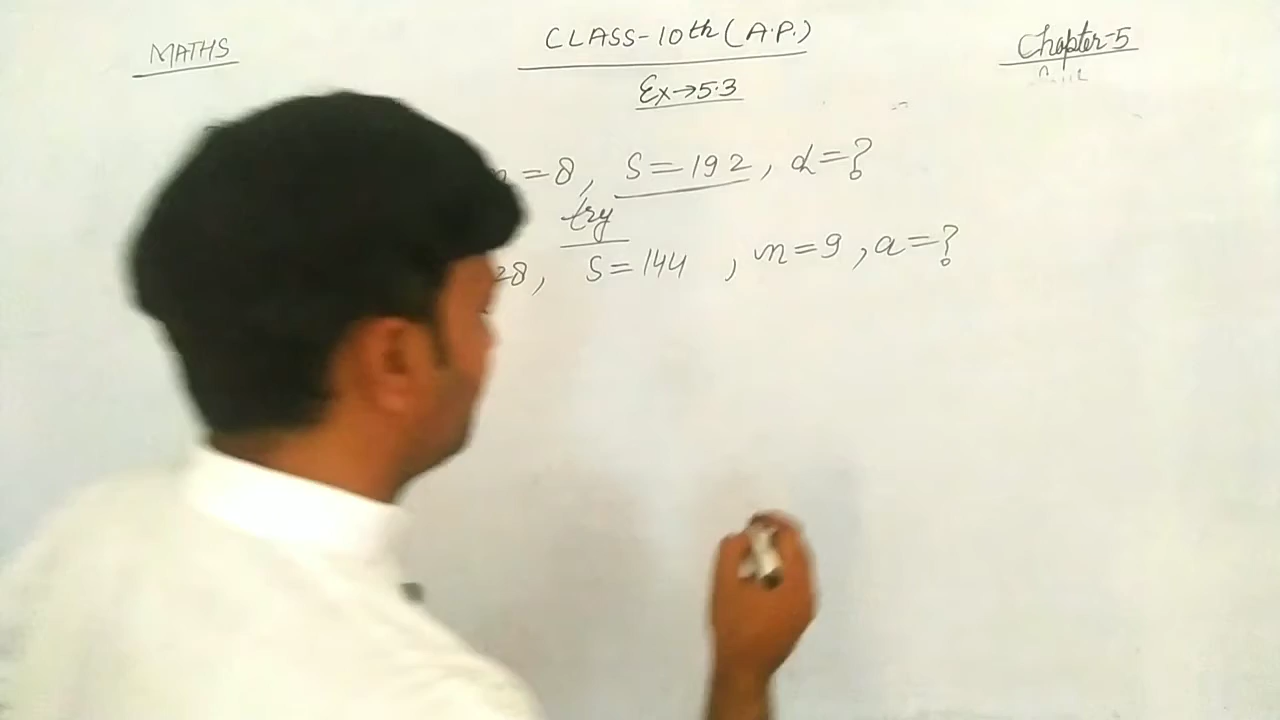 MATHS
CLASS-10th (A.P.)
Chapter-5
Ex→5.3
n=8, S=192, d=?
try
28, S=144, n=9, a=?